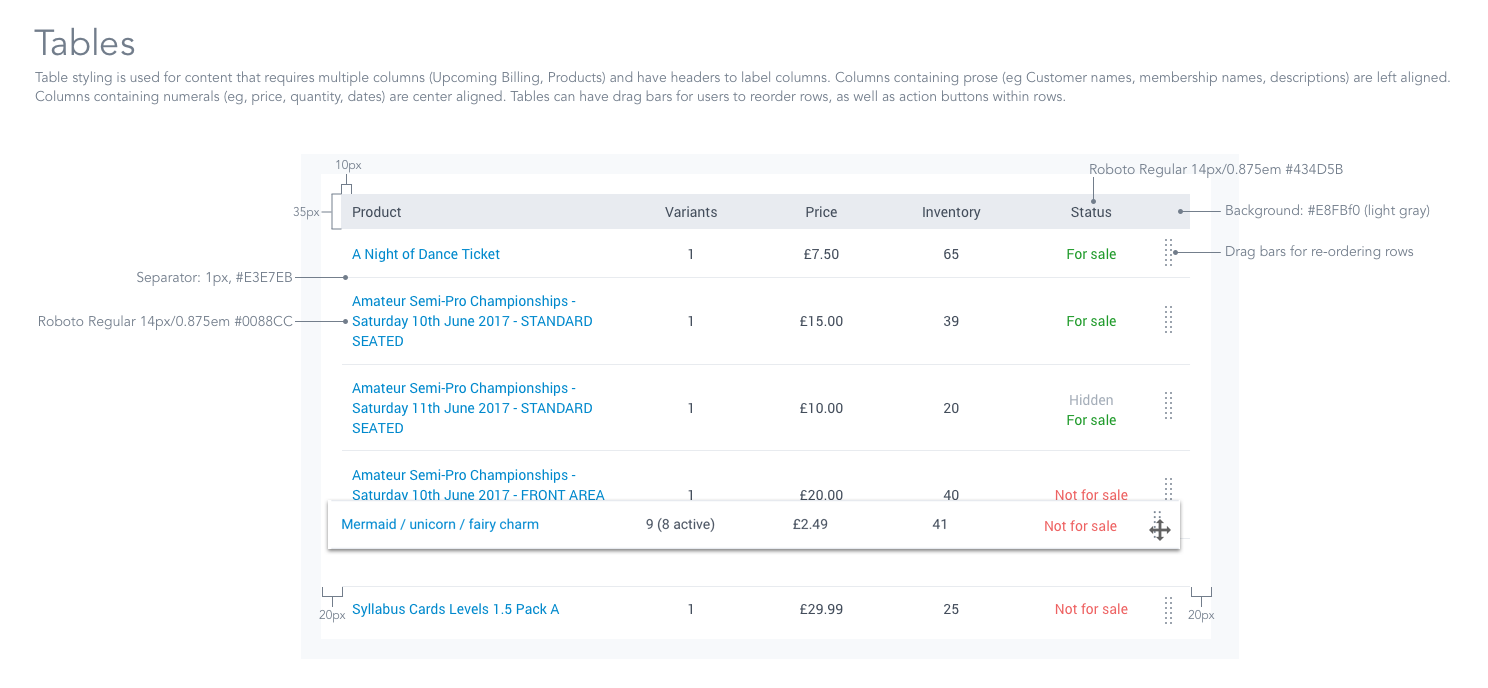 Tables
Table styling is used for content that requires multiple columns (Upcoming Billing, Products) and have headers to label columns. Columns containing prose (eg Customer names, membership names, descriptions) are left aligned.
Columns containing numerals (eg, price, quantity, dates) are center aligned. Tables can have drag bars for users to reorder rows, as well as action buttons within rows.
10px
Roboto Regular 14px/0.875em #434D5B
35px
Product Variants Price Inventory Status
Background: #E8FBf0 (light gray)
A Night of Dance Ticket 1 £7.50 65 For sale
Drag bars for re-ordering rows
Separator: 1px, #E3E7EB
Amateur Semi-Pro Championships -
Saturday 10th June 2017 - STANDARD 1 £15.00 39 For sale
SEATED
Roboto Regular 14px/0.875em #0088CC
Amateur Semi-Pro Championships -
Hidden
Saturday 11th June 2017 - STANDARD 1 £10.00 20
For sale
SEATED
Amateur Semi-Pro Championships -
Saturday 10th June 2017 - FRONT AREA 1 £20.00 40 Not for sale
Mermaid / unicorn / fairy charm 9 (8 active) £2.49 41 Not for sale
20px
Syllabus Cards Levels 1.5 Pack A 1 £29.99 25 Not for sale
20px